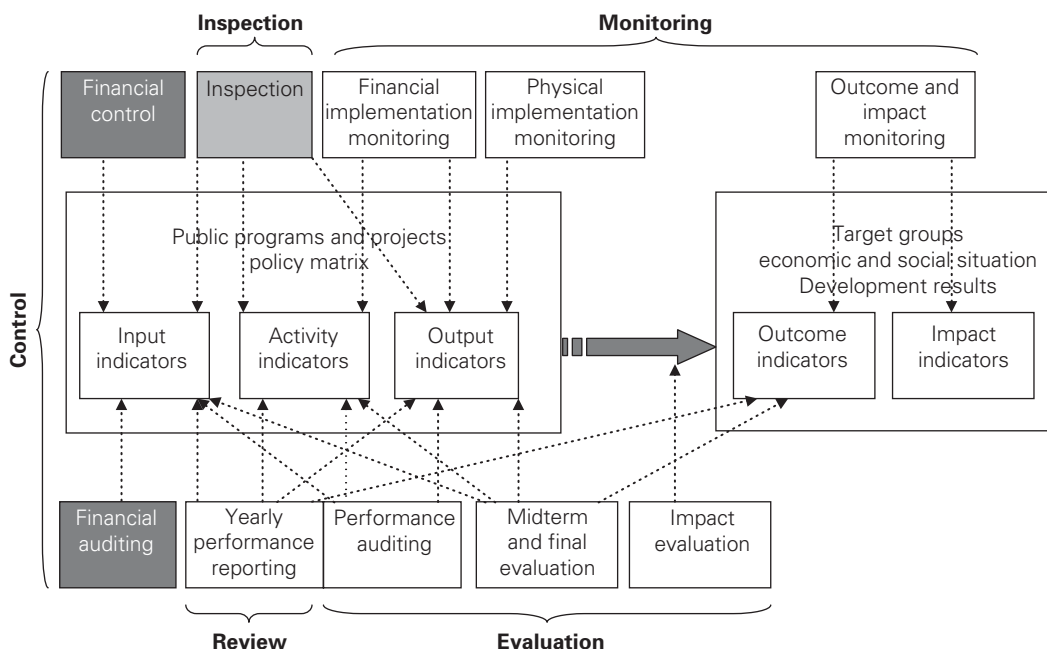 Inspection
Monitoring
Financial
control
Inspection
Financial
implementation
monitoring
Physical
implementation
monitoring
Outcome and
impact
monitoring
Control
Public programs and projects
policy matrix
Target groups
economic and social situation
Development results
Input
indicators
Activity
indicators
Output
indicators
Outcome
indicators
Impact
indicators
Financial
auditing
Yearly
performance
reporting
Performance
auditing
Midterm
and final
evaluation
Impact
evaluation
Review
Evaluation